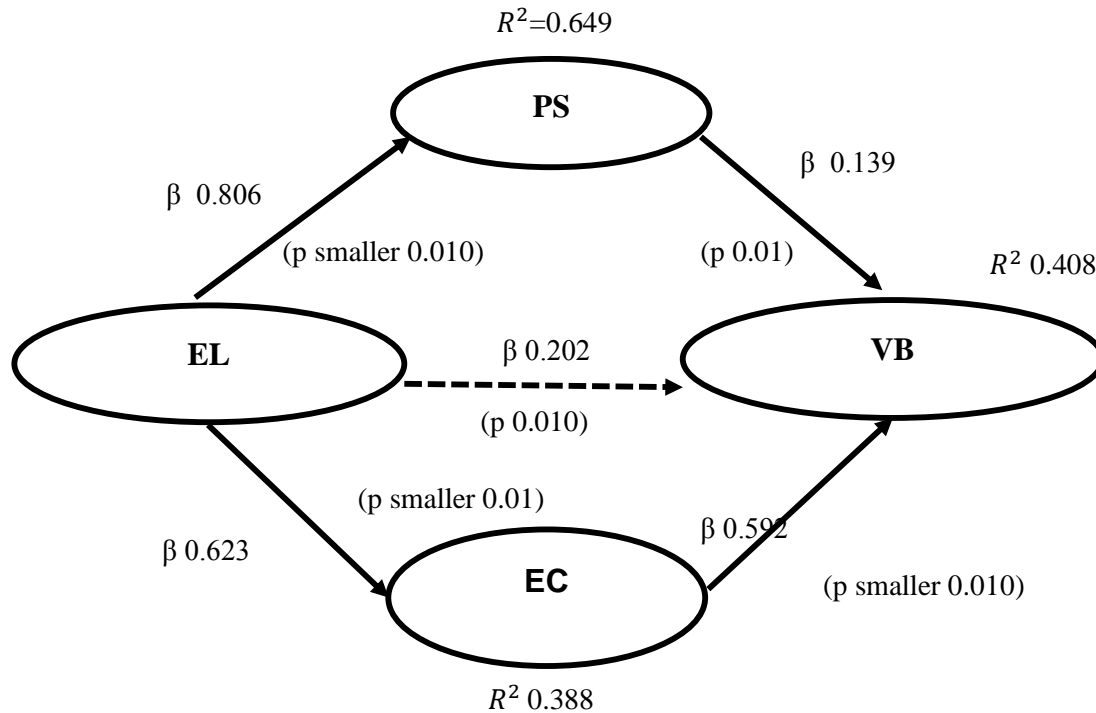 R²=0.649
PS
β 0.139
β 0.806
(p smaller 0.010)
(p 0.01)
R² 0.408
EL
β 0.202
VB
(p 0.010)
(p smaller 0.01)
β 0.623
β 0.592
EC
(p smaller 0.010)
R² 0.388